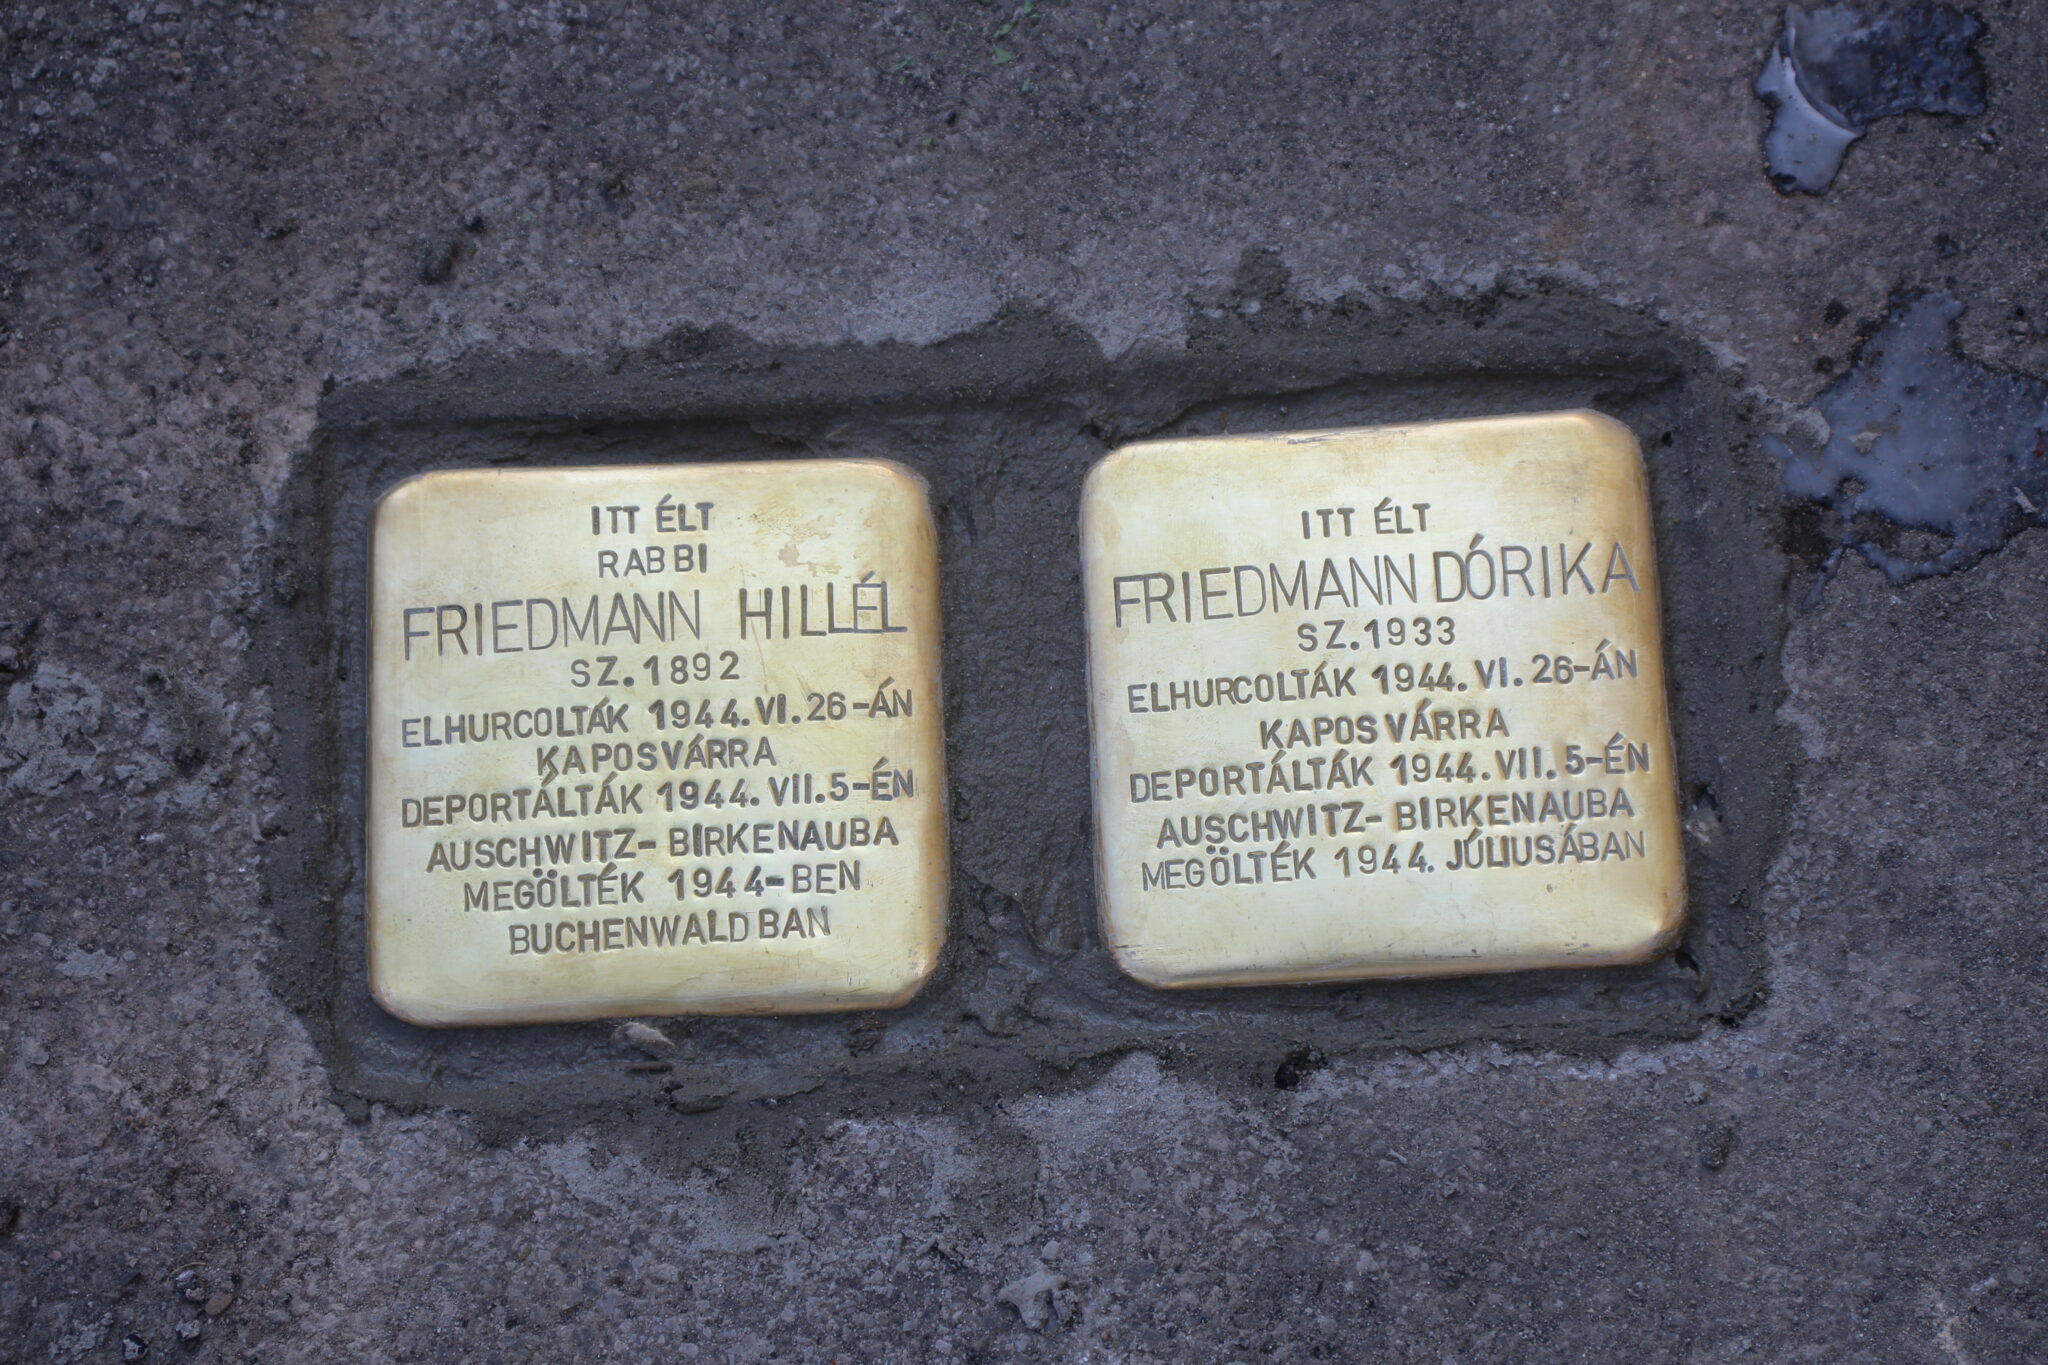 ITT ÉLT
RABBI
FRIEDMANN HILLÉL
SZ. 1892
ELHURCOLTÁK 1944. VI. 26-ÁN
KAPOSVÁRRA
DEPORTÁLTÁK 1944. VII. 5-ÉN
AUSCHWITZ-BIRKENAUBA
MEGÖLTÉK 1944-BEN
BUCHENWALDBAN
ITT ÉLT
FRIEDMANN DÓRIKA
SZ. 1933
ELHURCOLTÁK 1944. VI. 26-ÁN
KAPOSVÁRRA
DEPORTÁLTÁK 1944. VII. 5-ÉN
AUSCHWITZ-BIRKENAUBA
MEGÖLTÉK 1944. JÚLIUSÁBAN